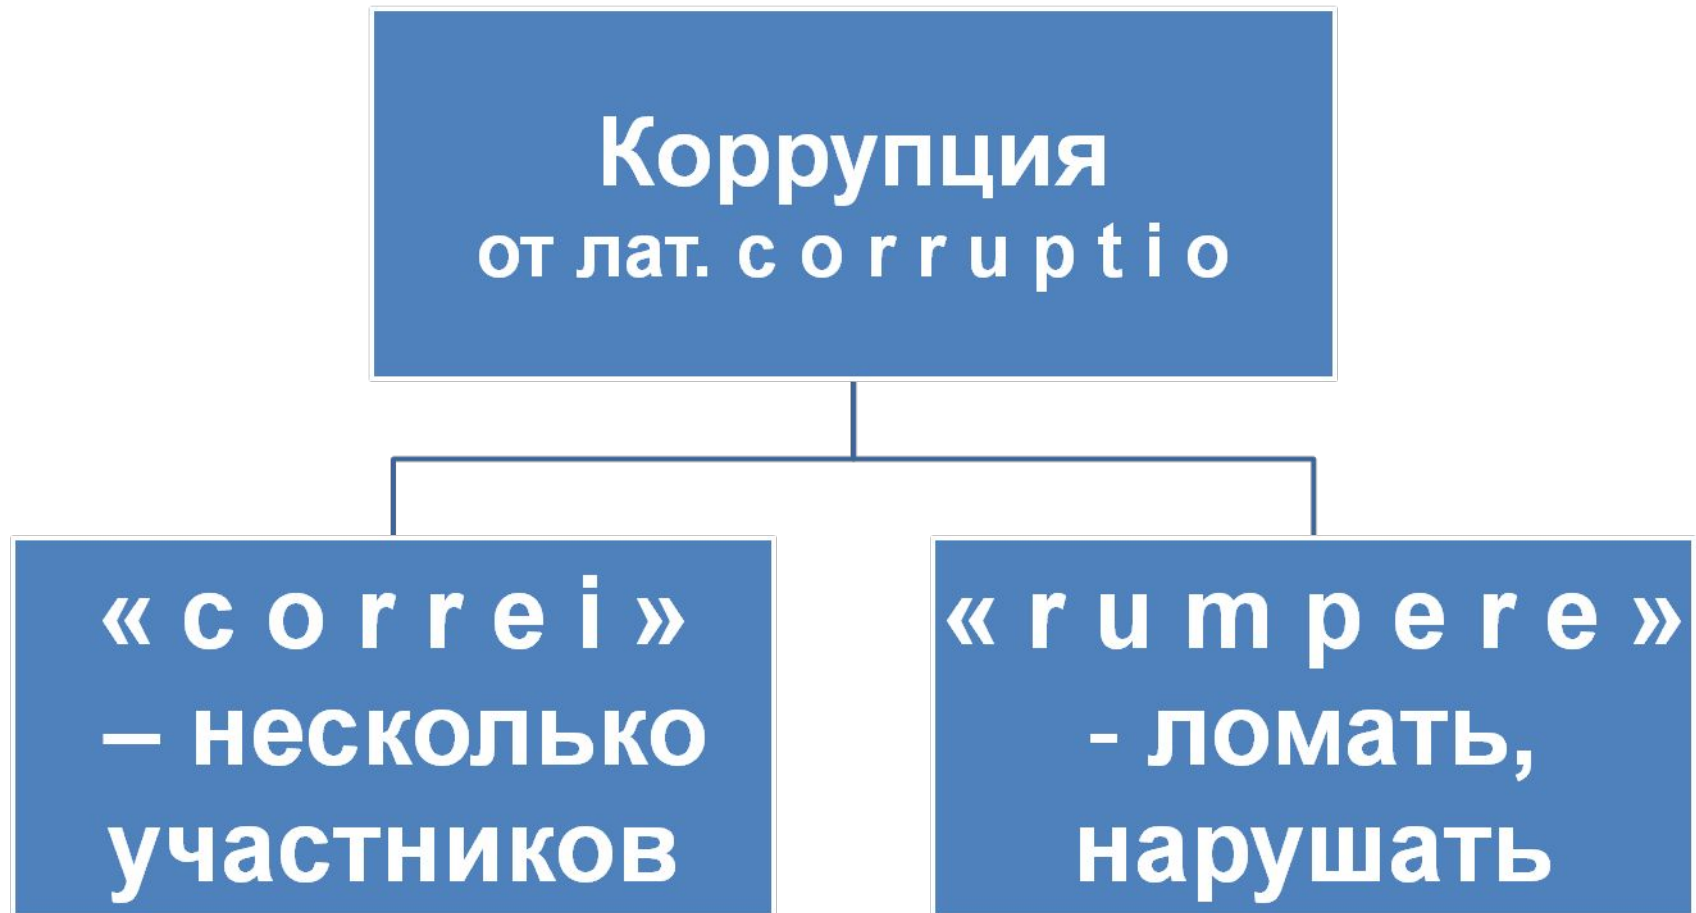 Коррупция
от лат. c o r r u p t i o
« c o r r e i »
– несколько
участников
« r u m p e r e »
- ломать,
нарушать